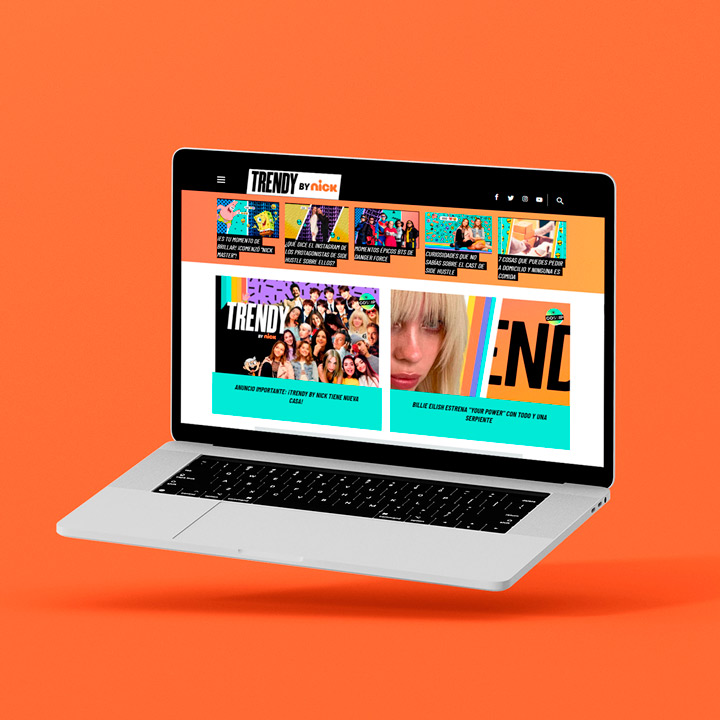 TRENDY BY nick
¡ES TU MOMENTO DE
BRILLAR! ¡COMENZÓ "NICK
MASTER"!
¿QUÉ DICE EL INSTAGRAM DE
LOS PROTAGONISTAS DE SIDE
HUSTLE SOBRE ELLOS?
MOMENTOS ÉPICOS BTS DE
DANGER FORCE
CURIOSIDADES QUE NO
SABÍAS SOBRE EL CAST DE
SIDE HUSTLE
7 COSAS QUE PUEDES PEDIR
A DOMICILIO Y NINGUNA ES
COMIDA
TRENDY
BY nick
GOSSIP
ANUNCIO IMPORTANTE: ¡TRENDY BY NICK TIENE NUEVA
CASA!
END
GOSSIP
BILLIE EILISH ESTRENA "YOUR POWER" CON TODO Y UNA
SERPIENTE